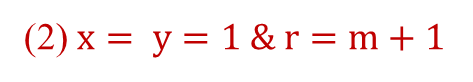 (2) x = y = 1 & r = m + 1